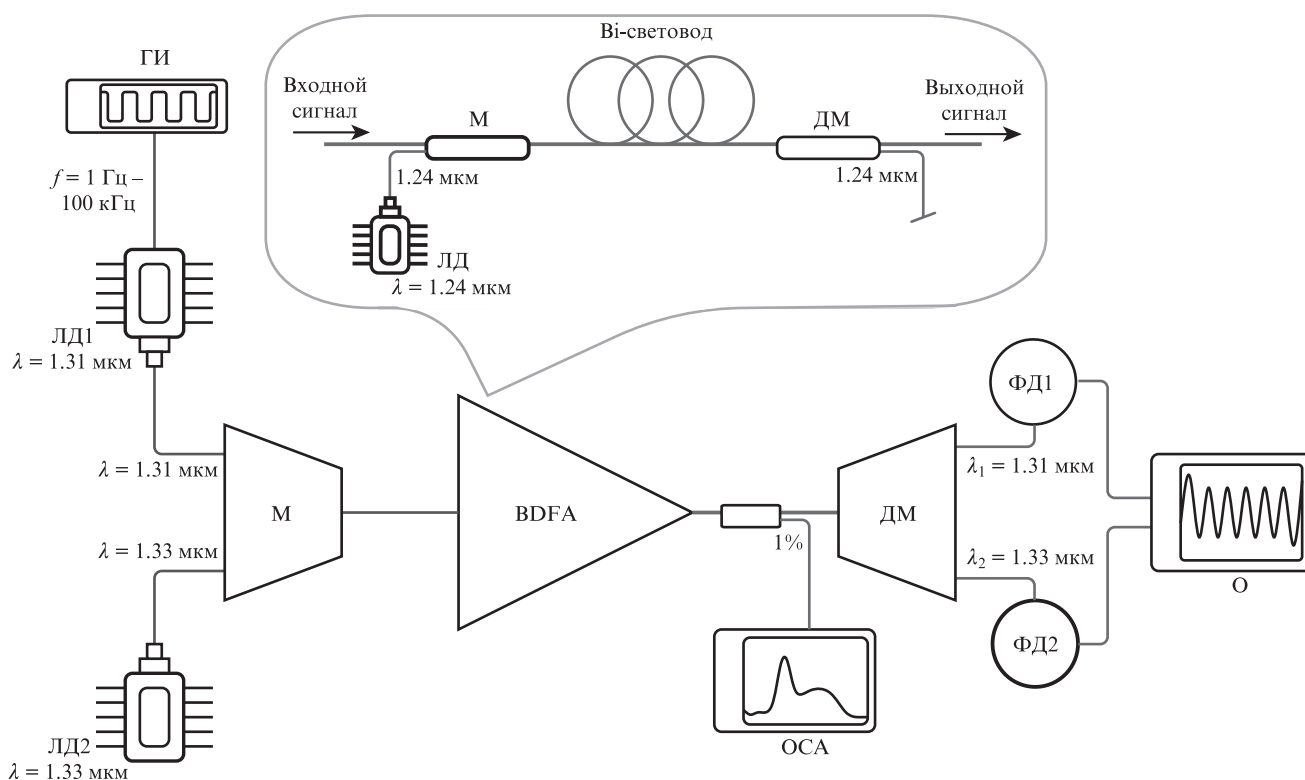 ГИ
f = 1 Гц –
100 кГц
ЛД1
λ = 1.31 мкм
λ = 1.31 мкм
λ = 1.33 мкм
М
ЛД2
λ = 1.33 мкм
Bi-световод
Входной
сигнал
М
1.24 мкм
ЛД
λ = 1.24 мкм
ДМ
1.24 мкм
Выходной
сигнал
BDFA
1%
ОСА
ДМ
λ₁ = 1.31 мкм
λ₂ = 1.33 мкм
ФД1
ФД2
О